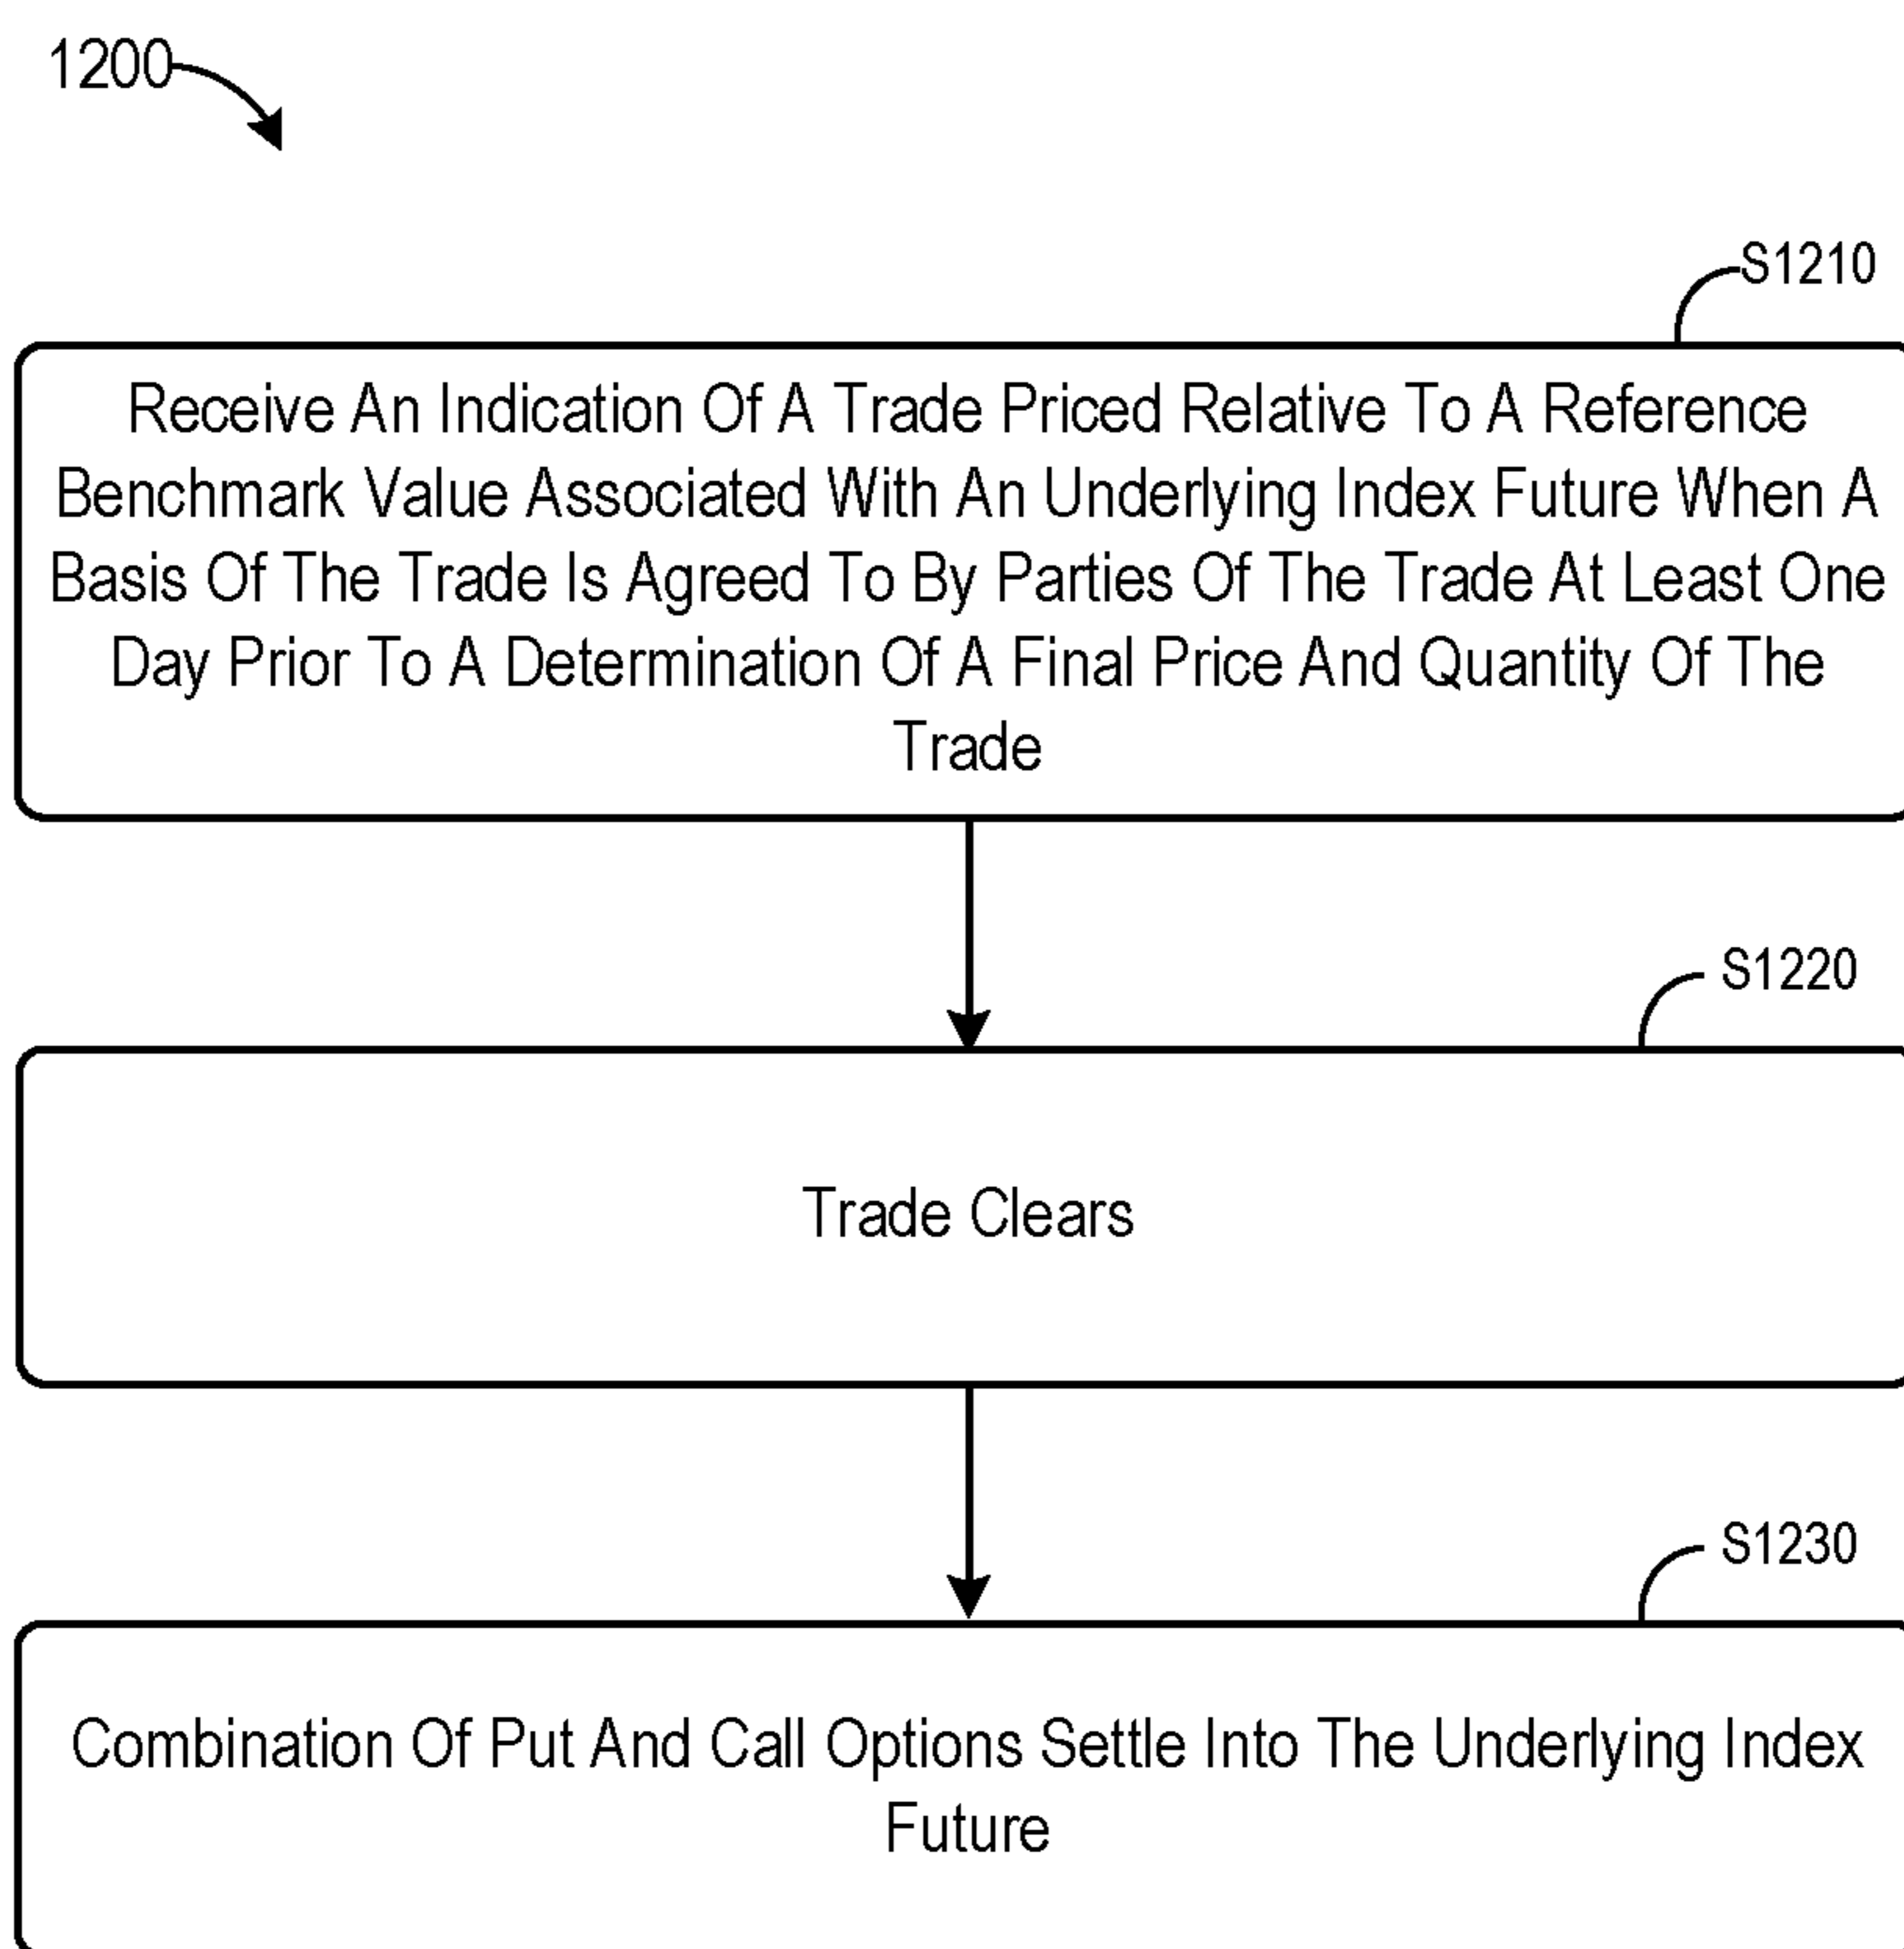 1200
S1210
Receive An Indication Of A Trade Priced Relative To A Reference
Benchmark Value Associated With An Underlying Index Future When A
Basis Of The Trade Is Agreed To By Parties Of The Trade At Least One
Day Prior To A Determination Of A Final Price And Quantity Of The
Trade
S1220
Trade Clears
S1230
Combination Of Put And Call Options Settle Into The Underlying Index
Future